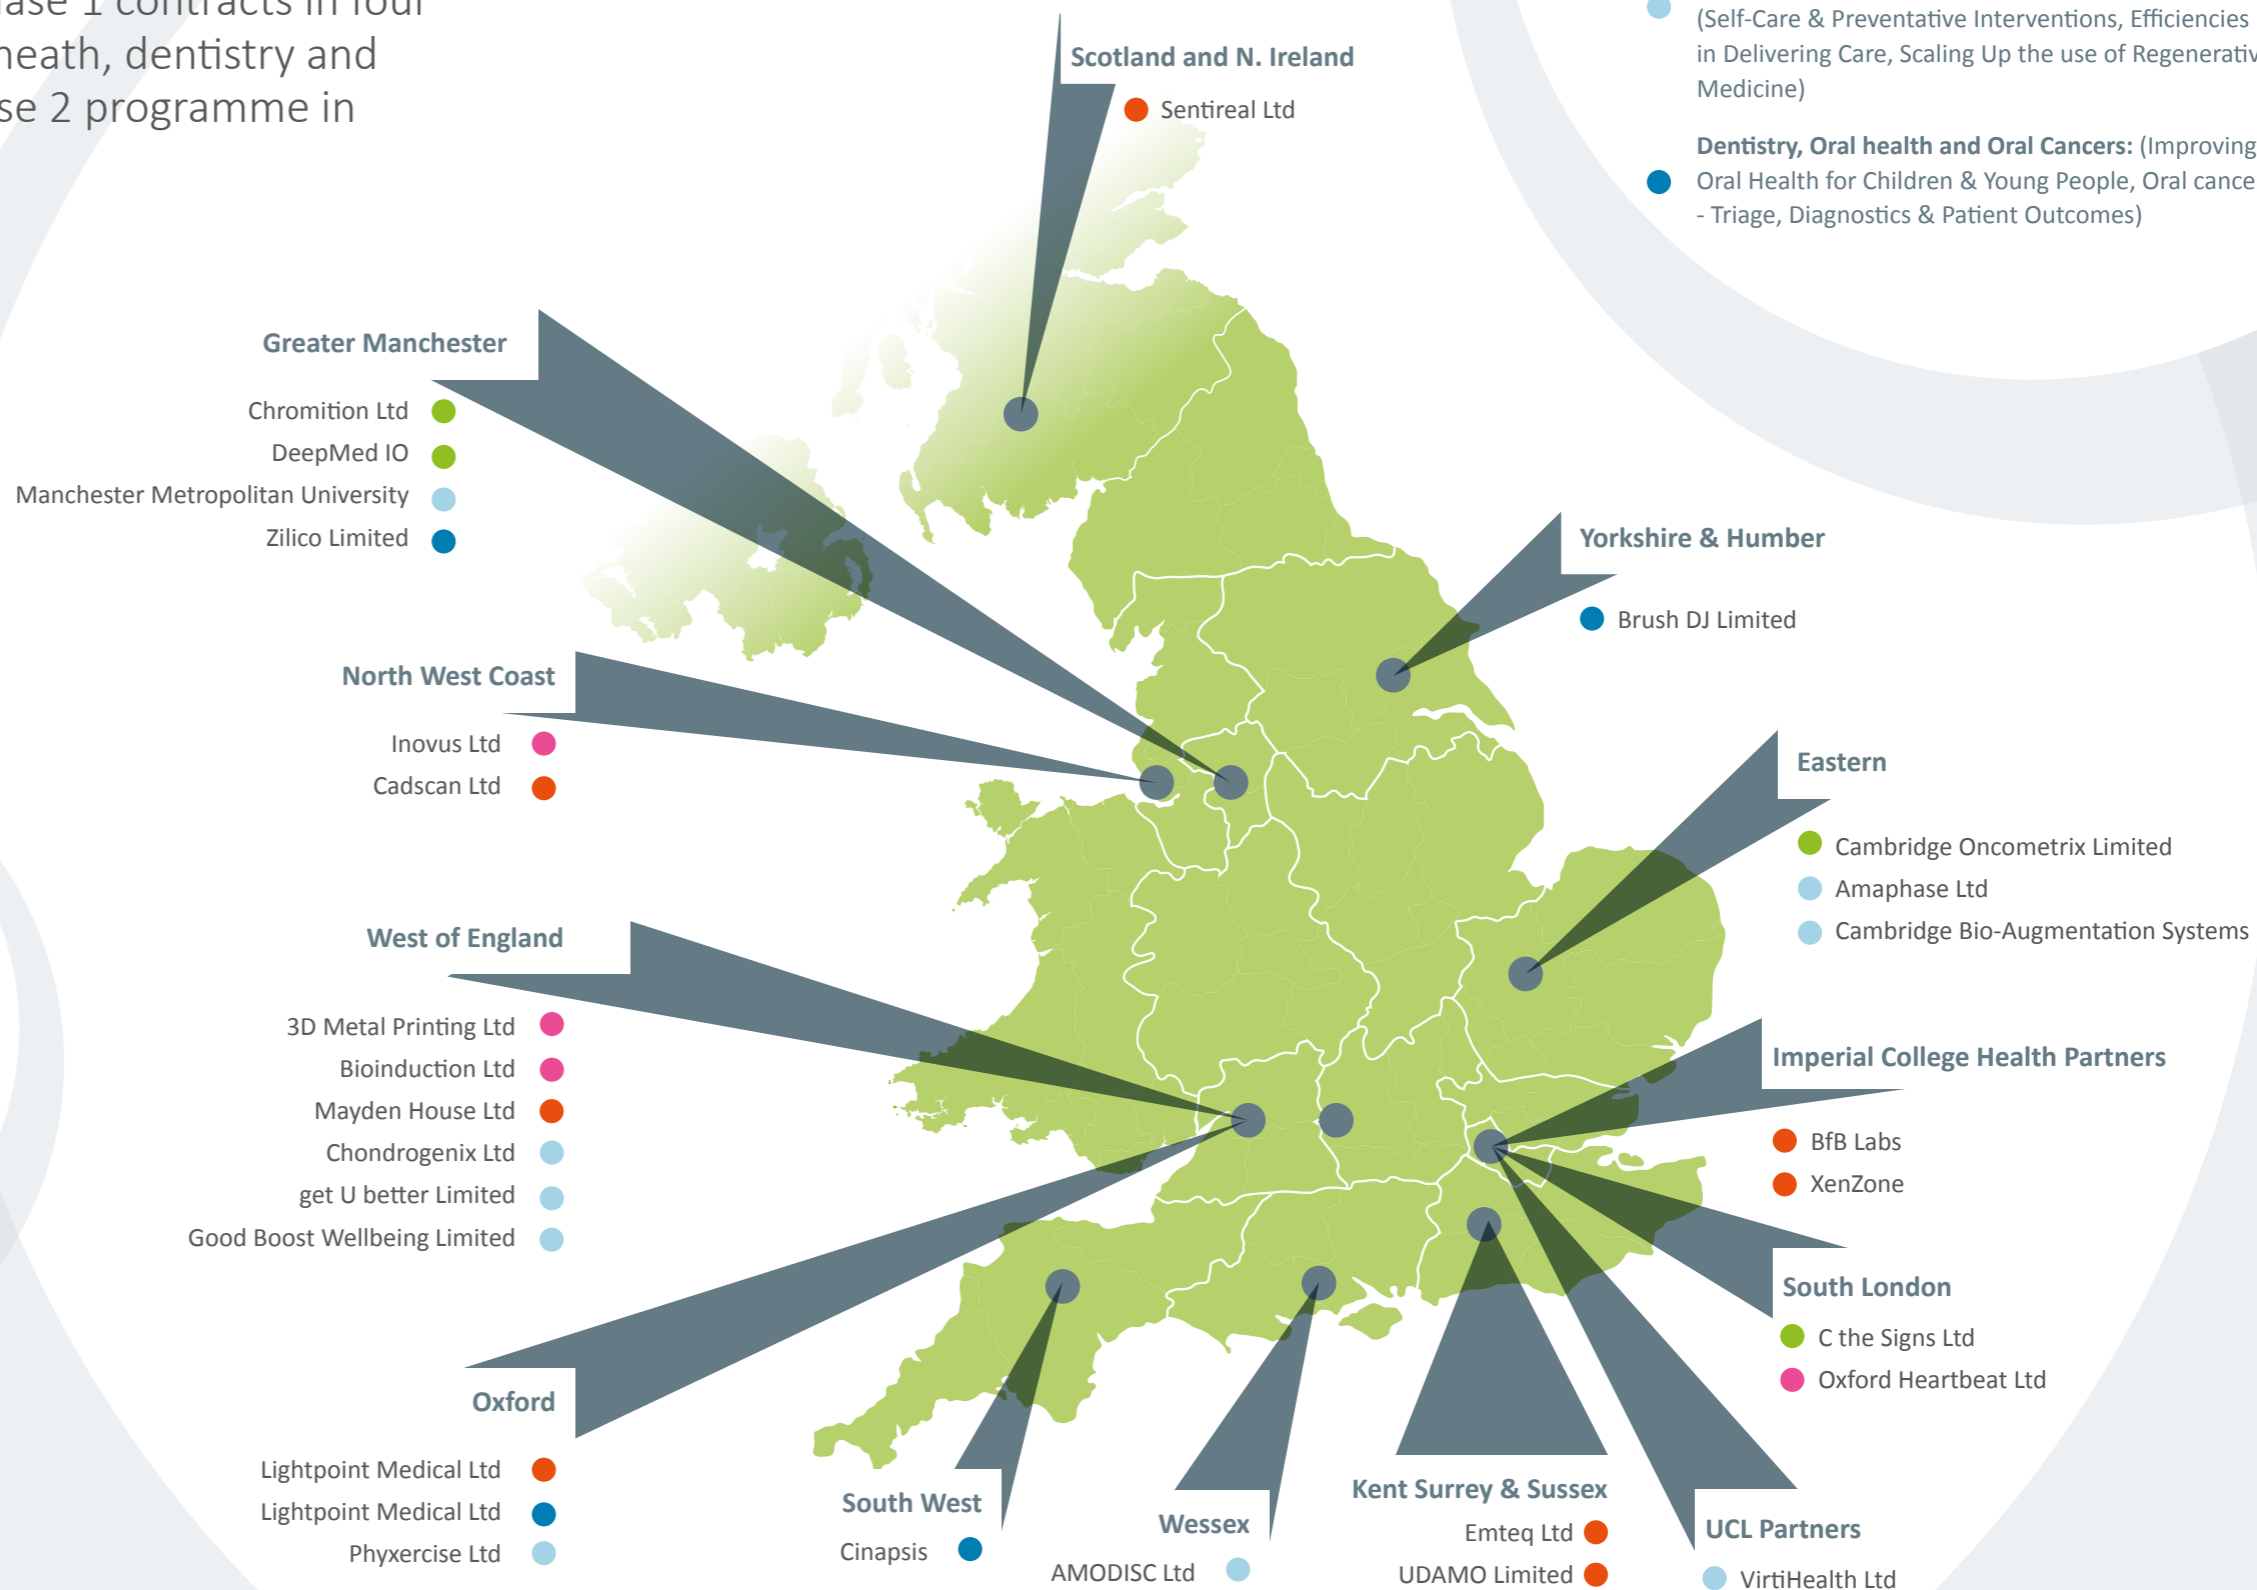 1 contracts in four
dentistry and
2 programme in
(Self-Care & Preventative Interventions, Efficiencies
in Delivering Care, Scaling Up the use of
Medicine)
Dentistry, Oral health and Oral Cancers: (Improving
Oral Health for Children & Young People, Oral
- Triage, Diagnostics & Patient Outcomes)
Scotland and N. Ireland
Sentireal Ltd
Greater Manchester
Chromition Ltd
DeepMed IO
Manchester Metropolitan University
Zilico Limited
Yorkshire & Humber
Brush DJ Limited
North West Coast
Inovus Ltd
Cadscan Ltd
Eastern
Cambridge Oncometrix Limited
Amaphase Ltd
Cambridge Bio-Augmentation Systems
West of England
3D Metal Printing Ltd
Bioinduction Ltd
Mayden House Ltd
Chondrogenix Ltd
get U better Limited
Good Boost Wellbeing Limited
Imperial College Health Partners
BfB Labs
XenZone
South London
C the Signs Ltd
Oxford Heartbeat Ltd
Oxford
Lightpoint Medical Ltd
Lightpoint Medical Ltd
Phyxercise Ltd
South West
Cinapsis
Wessex
AMODISC Ltd
Kent Surrey & Sussex
Emteq Ltd
UDAMO Limited
UCL Partners
VirtiHealth Ltd